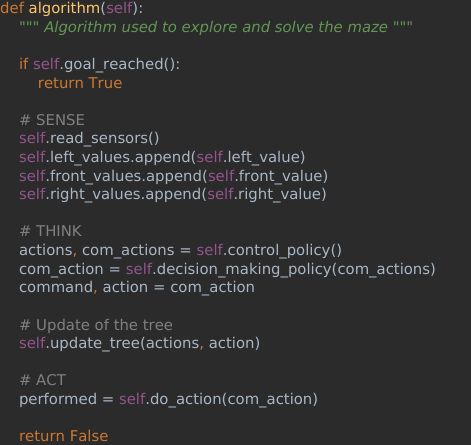 def algorithm(self):
""" Algorithm used to explore and solve the maze """
if self.goal_reached():
return True
# SENSE
self.read_sensors()
self.left_values.append(self.left_value)
self.front_values.append(self.front_value)
self.right_values.append(self.right_value)
# THINK
actions, com_actions = self.control_policy()
com_action = self.decision_making_policy(com_actions)
command, action = com_action
# Update of the tree
self.update_tree(actions, action)
# ACT
performed = self.do_action(com_action)
return False